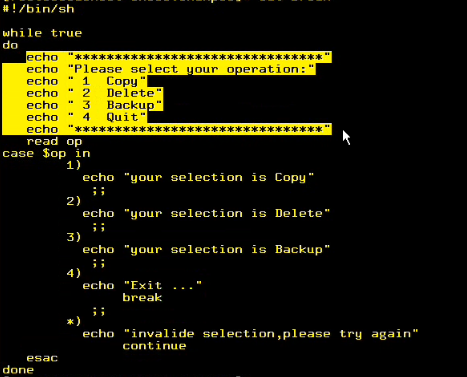 #!/bin/sh
while true
do
echo "*******************************"
echo "Please select your operation:"
echo " 1  Copy"
echo " 2  Delete"
echo " 3  Backup"
echo " 4  Quit"
echo "*******************************"
read op
case $op in
1)
echo "your selection is Copy"
;;
2)
echo "your selection is Delete"
;;
3)
echo "your selection is Backup"
;;
4)
echo "Exit ..."
break
;;
*)
echo "invalide selection,please try again"
continue
esac
done